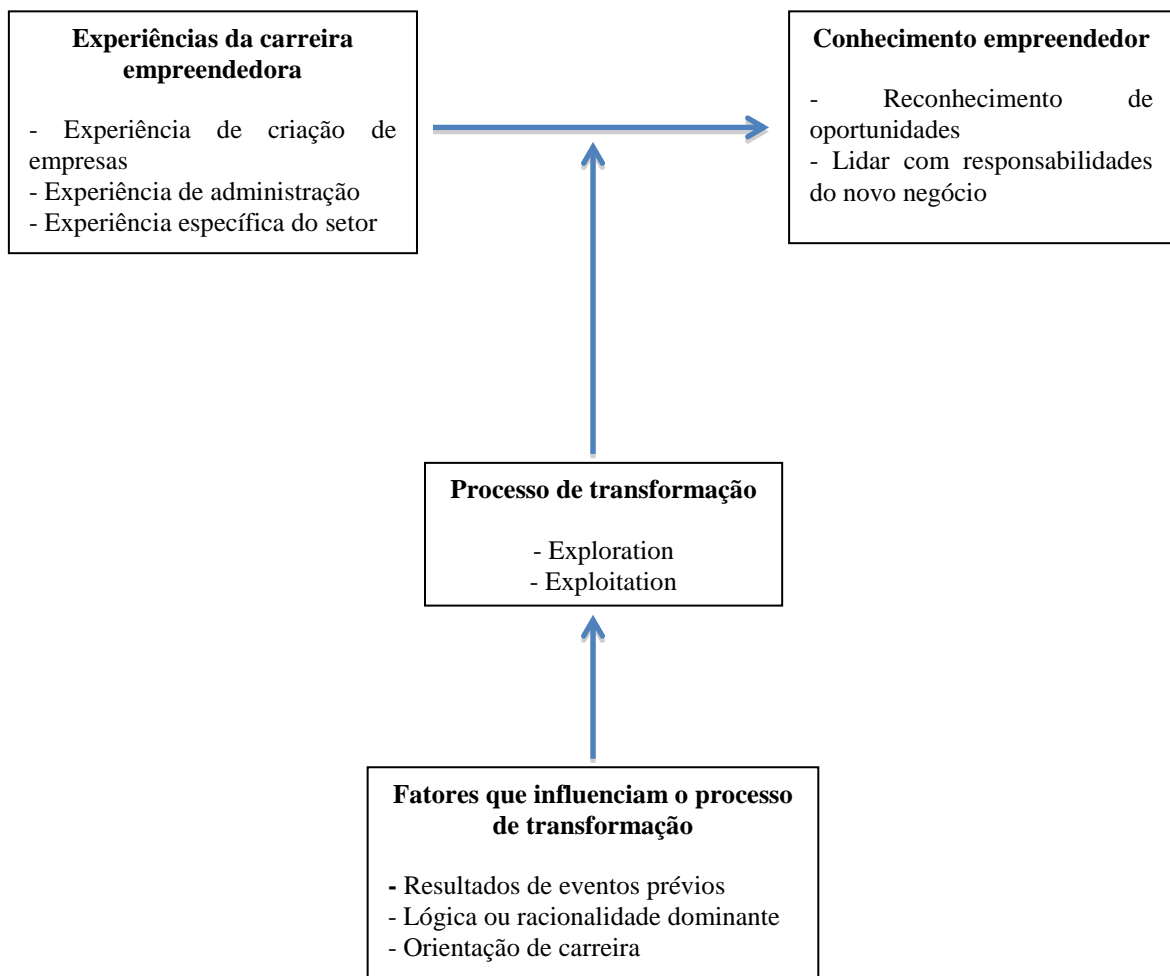 Experiências da carreira
empreendedora
- Experiência de criação de
empresas
- Experiência de administração
- Experiência específica do setor
Conhecimento empreendedor
- Reconhecimento de
oportunidades
- Lidar com responsabilidades
do novo negócio
Processo de transformação
- Exploration
- Exploitation
Fatores que influenciam o processo
de transformação
- Resultados de eventos prévios
- Lógica ou racionalidade dominante
- Orientação de carreira